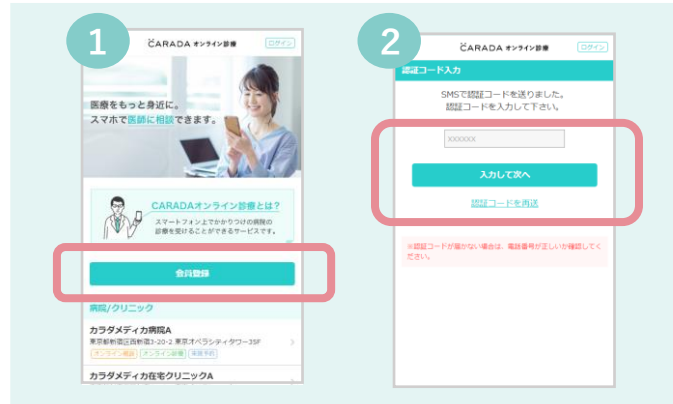 1
CARADA オンライン診療
ログイン
医療をもっと身近に。
スマホで医師に相談できます。
CARADAオンライン診療とは?
スマートフォン上でかかりつけの病院の
診療を受けることができるサービスです。
会員登録
病院/クリニック
カラダメディカ病院A
東京都新宿区西新宿3-20-2 東京オペラシティタワー35F
オンライン相談 オンライン診療 来院予約
カラダメディカ在宅クリニックA
2
CARADA オンライン診療
ログイン
認証コード入力
SMSで認証コードを送りました。
認証コードを入力して下さい。
XXXXXX
入力して次へ
認証コードを再送
※認証コードが届かない場合は、電話番号が正しいか確認してく
ださい。